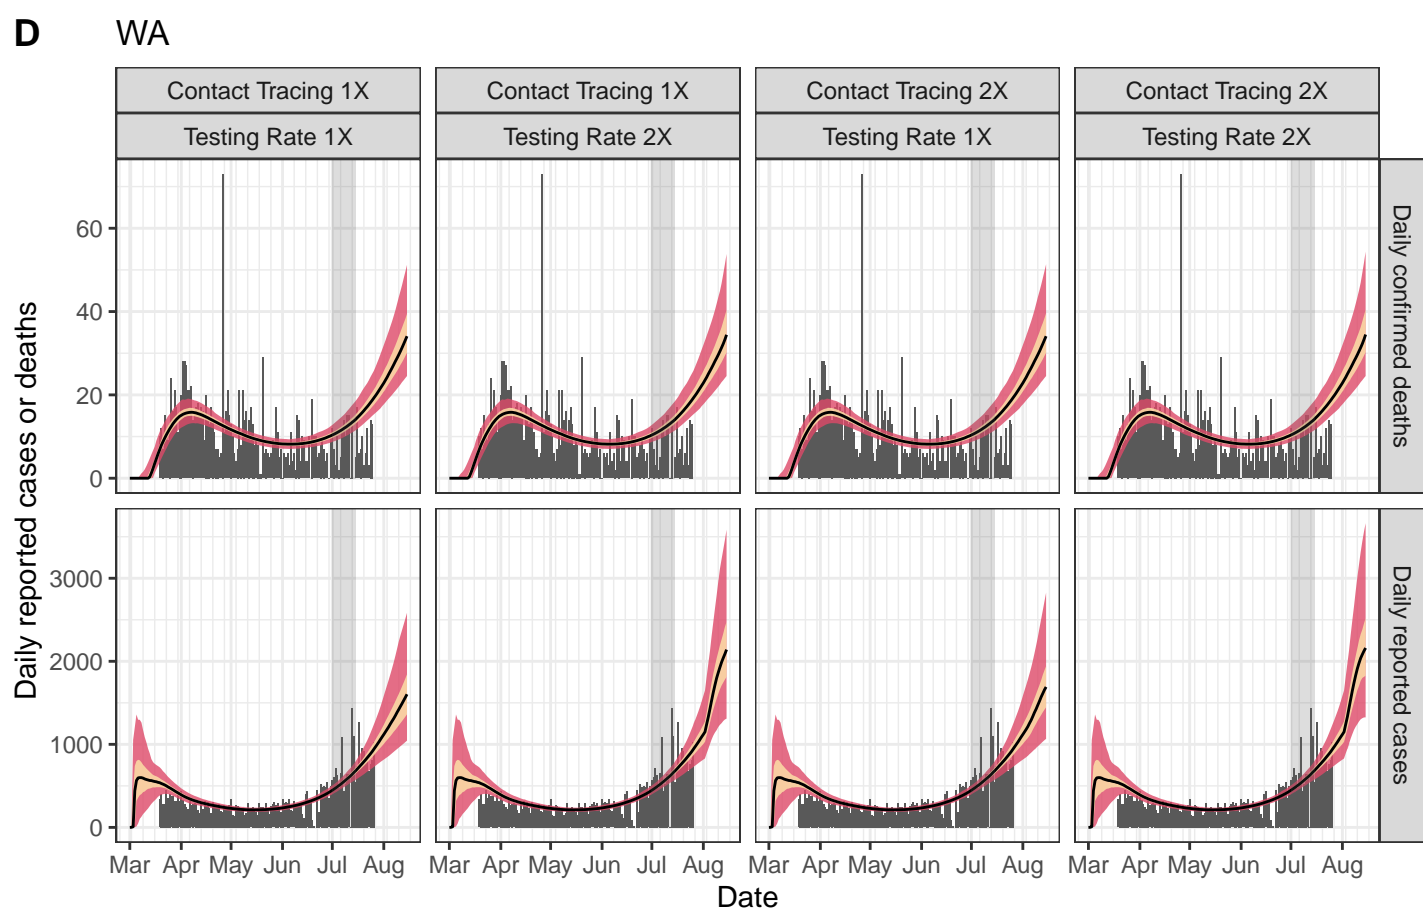 D WA
Contact Tracing 1X Contact Tracing 1X Contact Tracing 2X Contact Tracing 2X
Testing Rate 1X Testing Rate 2X Testing Rate 1X Testing Rate 2X
Daily reported cases or deaths
60
40
20
0
Daily confirmed deaths
3000
2000
1000
0
Daily reported cases
Mar Apr May Jun Jul Aug Mar Apr May Jun Jul Aug Mar Apr May Jun Jul Aug Mar Apr May Jun Jul Aug
Date